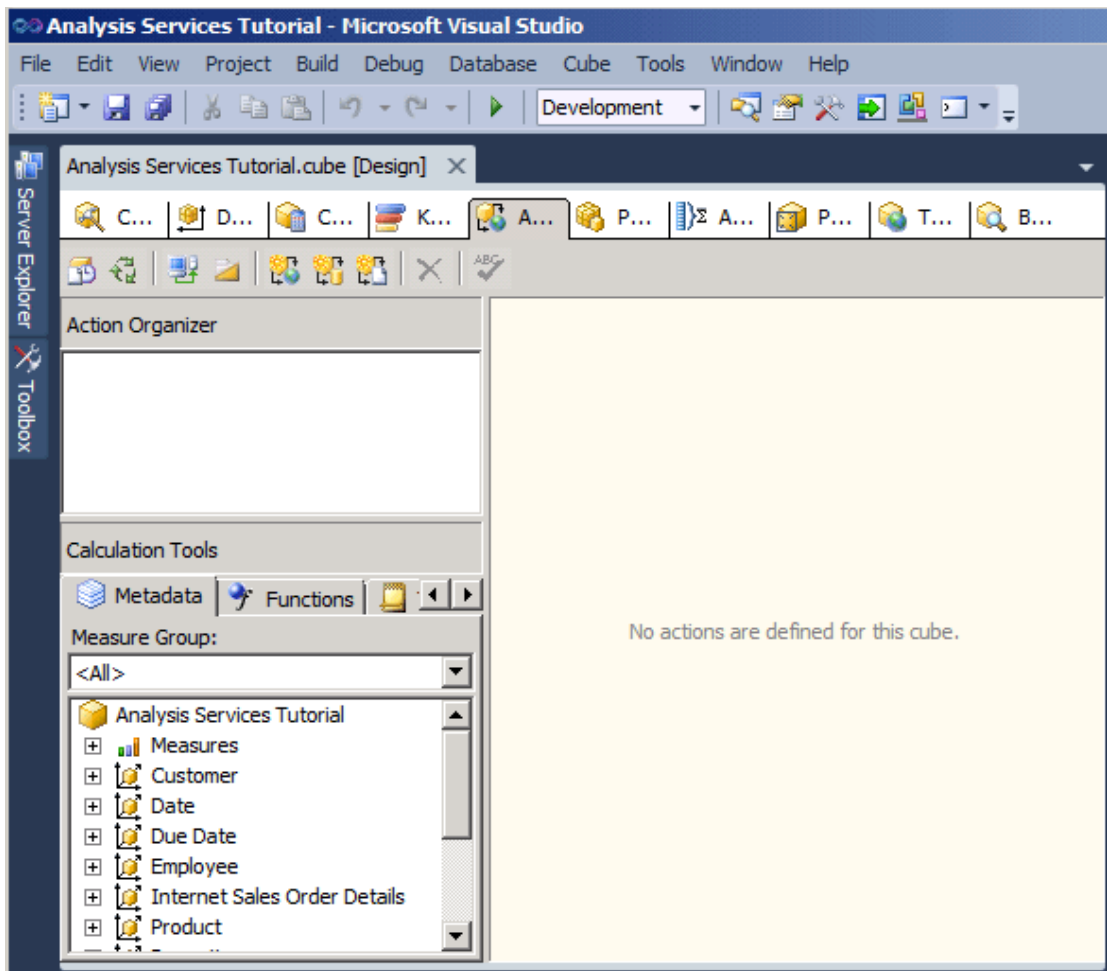 Analysis Services Tutorial - Microsoft Visual Studio
File Edit View Project Build Debug Database Cube Tools Window Help
Development
Server Explorer
Toolbox
Analysis Services Tutorial.cube [Design]
C... D... C... K... A... P... Σ A... P... T... B...
ABC
Action Organizer
Calculation Tools
Metadata Functions
Measure Group:
<All>
Analysis Services Tutorial
Measures
Customer
Date
Due Date
Employee
Internet Sales Order Details
Product
No actions are defined for this cube.